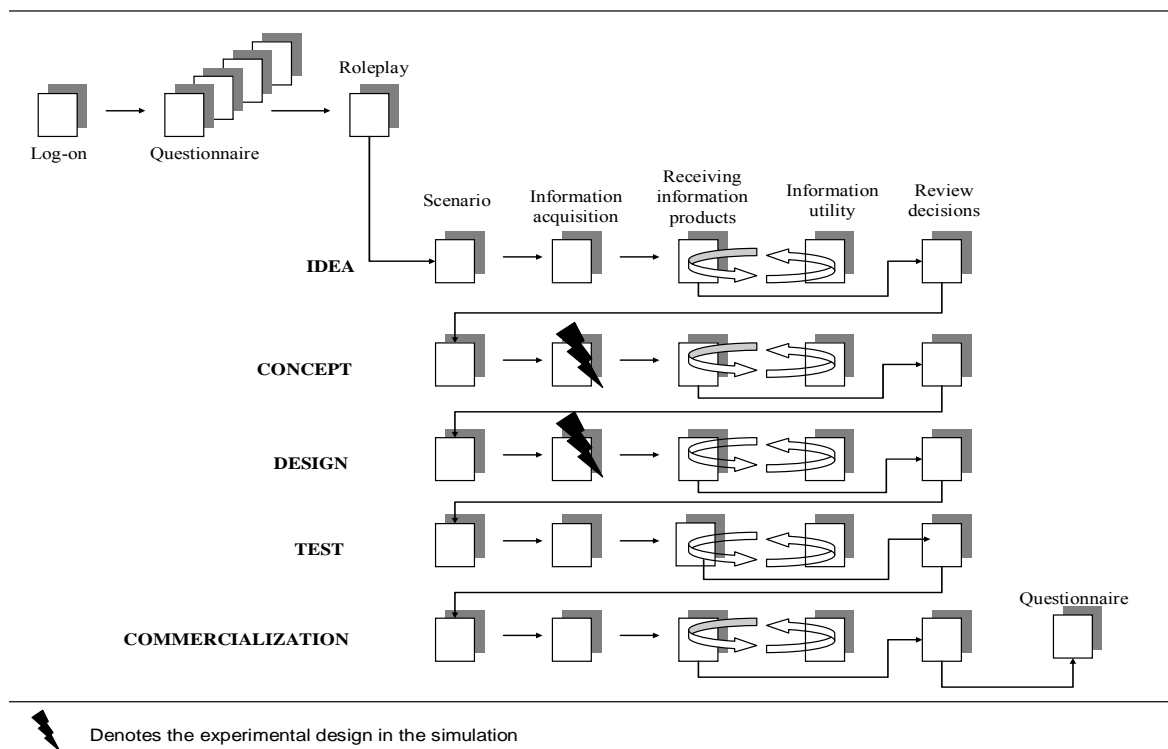 Roleplay
Log-on
Questionnaire
Scenario
Information
acquisition
Receiving
information
products
Information
utility
Review
decisions
IDEA
CONCEPT
DESIGN
TEST
COMMERCIALIZATION
Questionnaire
Denotes the experimental design in the simulation